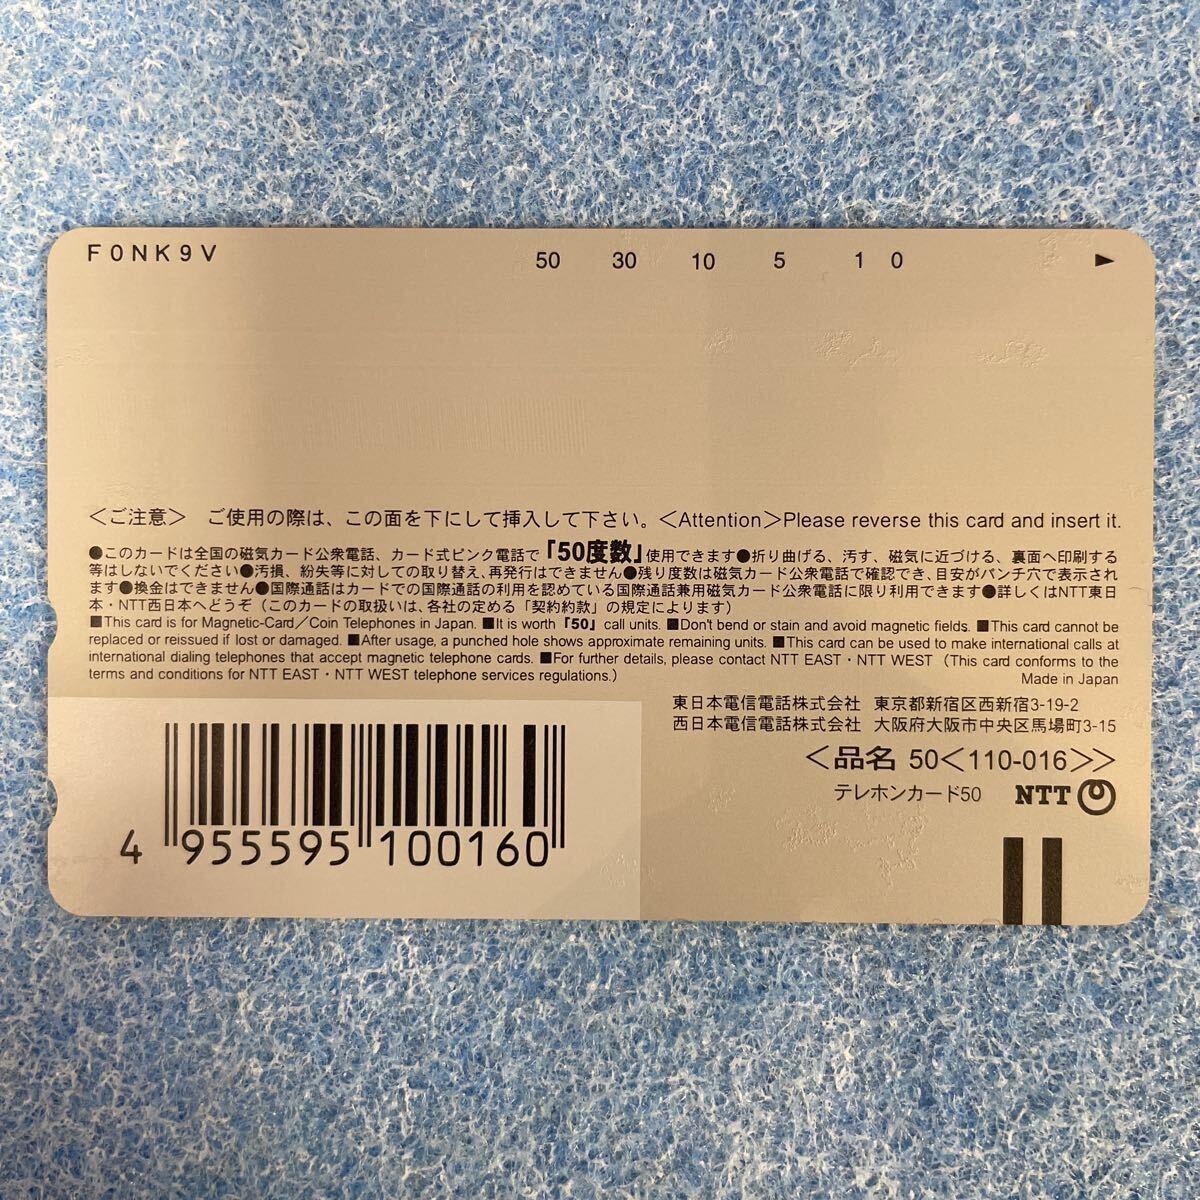 F0NK9V 50 30 10 5 1 0 ▶
＜ご注意＞ ご使用の際は、この面を下にして挿入して下さい。＜Attention＞Please reverse this card and insert it.
●このカードは全国の磁気カード公衆電話、カード式ピンク電話で「50度数」使用できます●折り曲げる、汚す、磁気に近づける、裏面へ印刷する
等はしないでください●汚損、紛失等に対しての取り替え、再発行はできません●残り度数は磁気カード公衆電話で確認でき、目安がパンチ穴で表示され
ます●換金はできません●国際通話はカードでの国際通話の利用を認めている国際通話兼用磁気カード公衆電話に限り利用できます●詳しくはNTT東日
本・NTT西日本へどうぞ（このカードの取扱いは、各社の定める「契約約款」の規定によります）
■This card is for Magnetic-Card／Coin Telephones in Japan. ■It is worth「50」call units. ■Don't bend or stain and avoid magnetic fields. ■This card cannot be
replaced or reissued if lost or damaged. ■After usage, a punched hole shows approximate remaining units. ■This card can be used to make international calls at
international dialing telephones that accept magnetic telephone cards. ■For further details, please contact NTT EAST・NTT WEST（This card conforms to the
terms and conditions for NTT EAST・NTT WEST telephone services regulations.）
Made in Japan
東日本電信電話株式会社 東京都新宿区西新宿3-19-2
西日本電信電話株式会社 大阪府大阪市中央区馬場町3-15
＜品名 50＜110-016＞＞
テレホンカード50 NTT
4 955595 100160